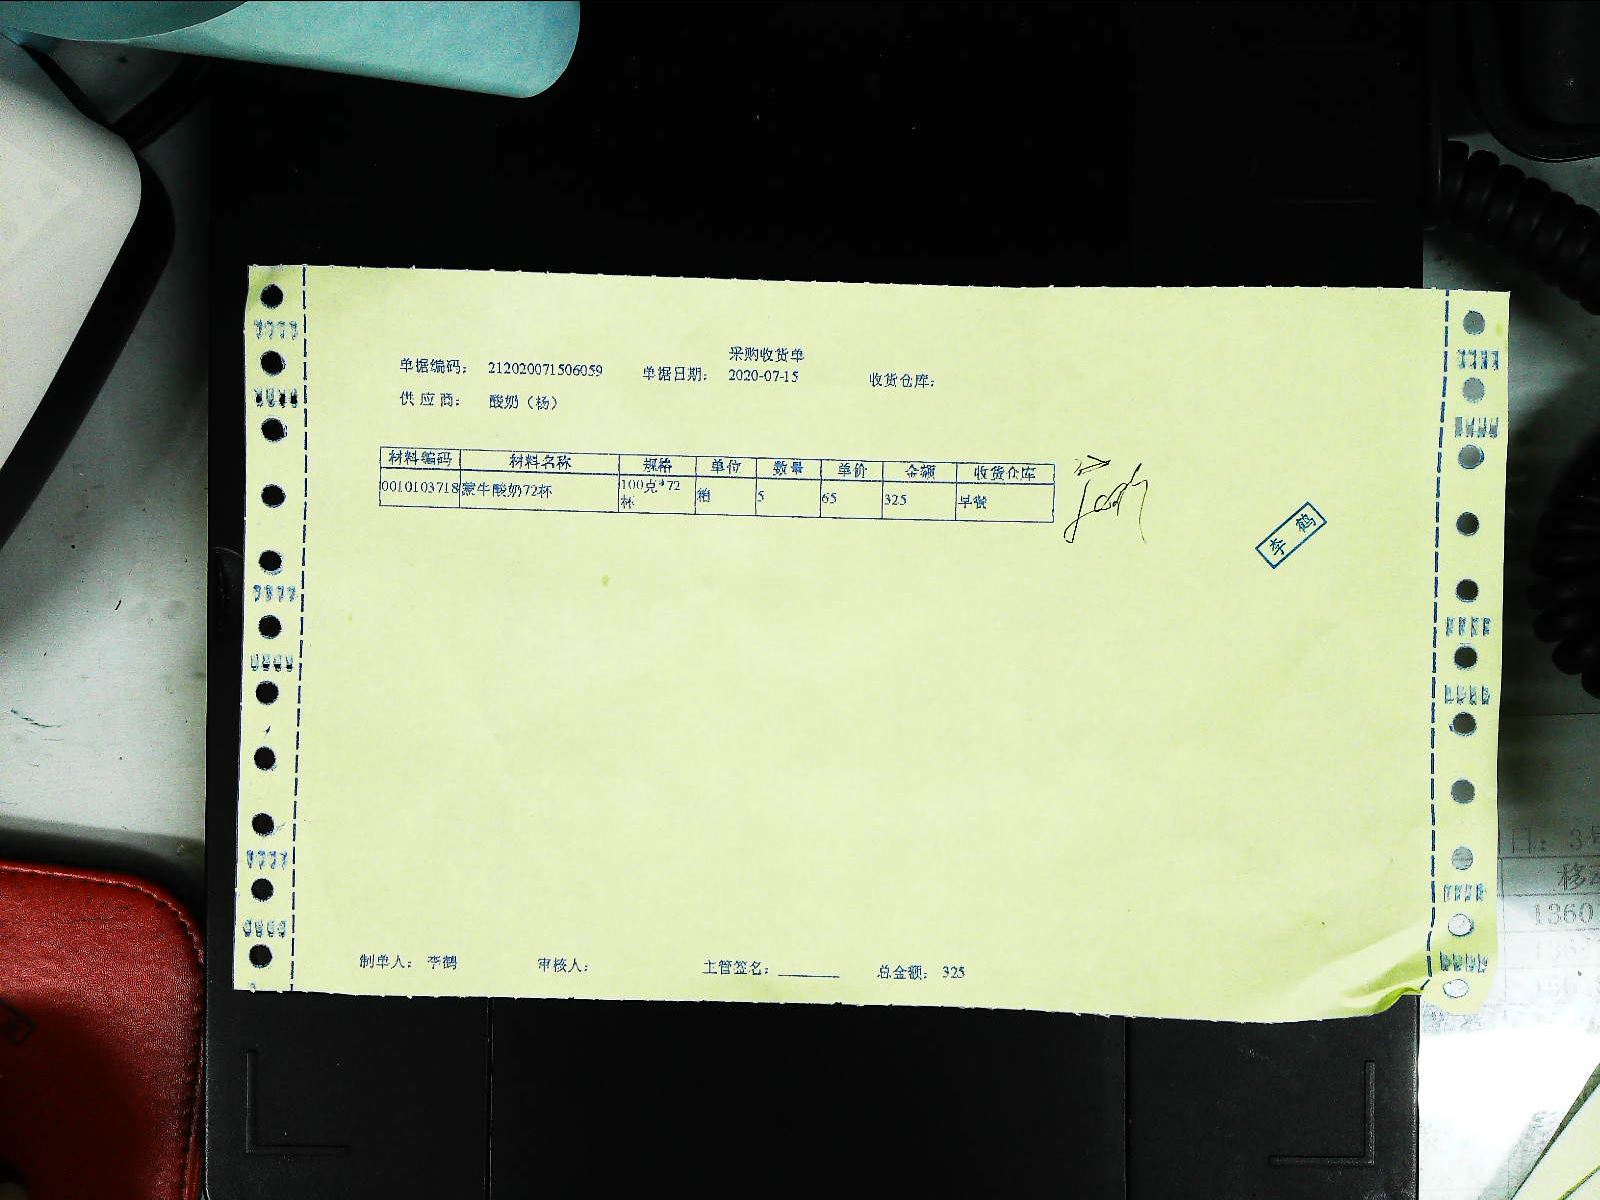 采购收货单
单据编码： 212020071506059 单据日期： 2020-07-15 收货仓库：
供 应 商： 酸奶（杨）
材料编码 材料名称 规格 单位 数量 单价 金额 收货仓库
0010103718 蒙牛酸奶72杯 100克*72杯 箱 5 65 325 早餐
李 鹤
制单人： 李鹤 审核人： 主管签名：______ 总金额： 325
移动
1360